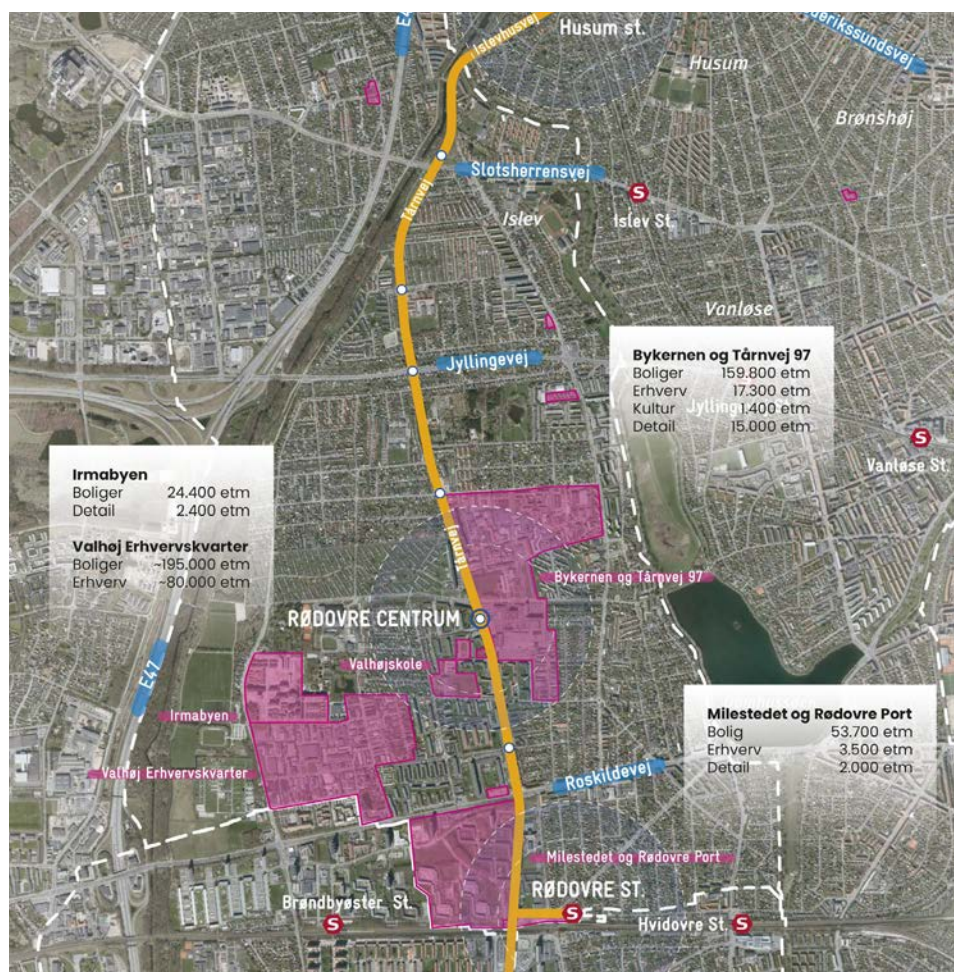 Husum st.
E4
Islevhusvej
erikssundsvej
Husum
Brønshøj
Slotsherrensvej
Tårnvej
Islev
S
Islev St.
Vanløse
Jyllingevej
Bykernen og Tårnvej 97
Boliger 159.800 etm
Erhverv 17.300 etm
Kultur 1.400 etm
Detail 15.000 etm
S
Vanløse St.
Irmabyen
Boliger 24.400 etm
Detail 2.400 etm
Valhøj Erhvervskvarter
Boliger ~195.000 etm
Erhverv ~80.000 etm
Tårnvej
Bykernen og Tårnvej 97
RØDOVRE CENTRUM
Valhøjskole
E47
Irmabyen
Milestedet og Rødovre Port
Bolig 53.700 etm
Erhverv 3.500 etm
Detail 2.000 etm
Valhøj Erhvervskvarter
Roskildevej
Milestedet og Rødovre Port
RØDOVRE ST.
Brøndbyøster St.
S
S
Hvidovre St.
S